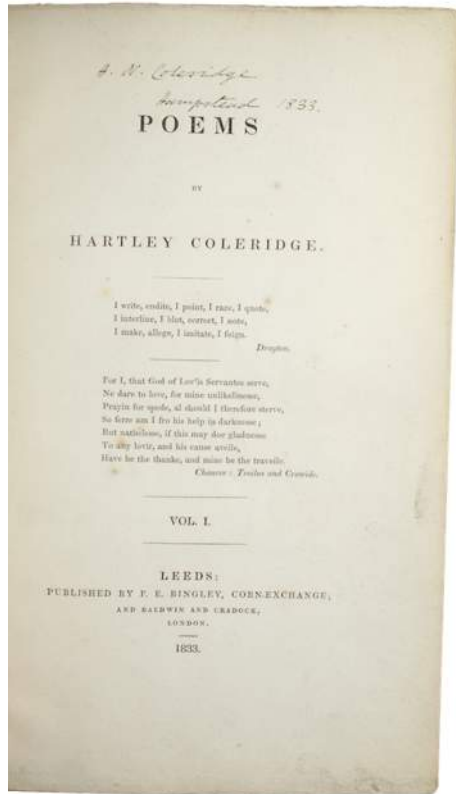 H. N. Coleridge
Hampstead 1833.
POEMS
BY
HARTLEY COLERIDGE.
I write, endite, I point, I raze, I quote,
I interline, I blot, correct, I note,
I make, allege, I imitate, I feign.
Drayton.
For I, that God of Lov'is Servantes serve,
Ne dare to love, for mine unlikelinesse,
Prayin for spede, al should I therefore sterve,
So ferre am I fro his help in darknesse;
But nathelesse, if this may doe gladnesse
To any lovir, and his cause availe,
Have he the thanke, and mine be the travaile.
Chaucer: Troilus and Creseide.
VOL. I.
LEEDS:
PUBLISHED BY F. E. BINGLEY, CORN-EXCHANGE;
AND BALDWIN AND CRADOCK,
LONDON.
1833.